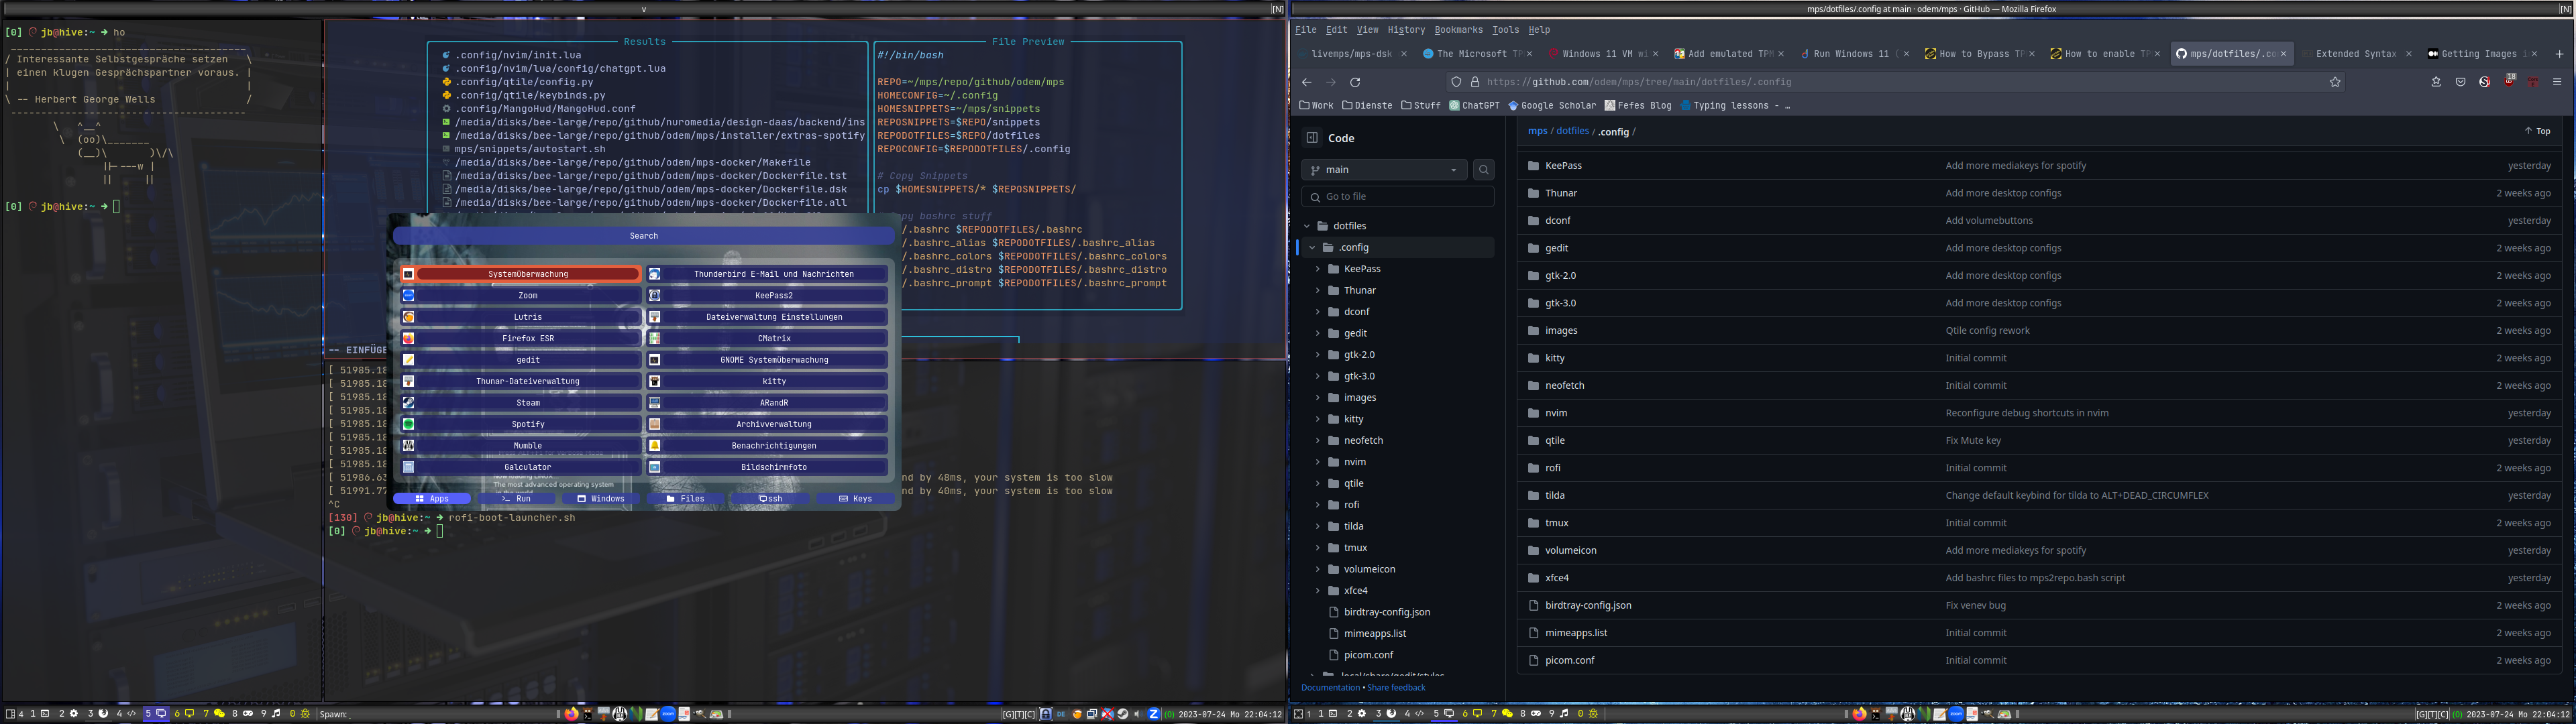 v
[N]
[0] jb@hive:~ ➜ ho
/ Interessante Selbstgespräche setzen \
| einen klugen Gesprächspartner voraus. |
| |
\ -- Herbert George Wells /
\ ^__^
\ (oo)\_______
(__)\ )\/\
||----w |
|| ||
[0] jb@hive:~ ➜
Results
.config/nvim/init.lua
.config/nvim/lua/config/chatgpt.lua
.config/qtile/config.py
.config/qtile/keybinds.py
.config/MangoHud/MangoHud.conf
/media/disks/bee-large/repo/github/nuromedia/design-daas/backend/ins
/media/disks/bee-large/repo/github/odem/mps/installer/extras-spotify
mps/snippets/autostart.sh
/media/disks/bee-large/repo/github/odem/mps-docker/Makefile
/media/disks/bee-large/repo/github/odem/mps-docker/Dockerfile.tst
/media/disks/bee-large/repo/github/odem/mps-docker/Dockerfile.dsk
/media/disks/bee-large/repo/github/odem/mps-docker/Dockerfile.all
File Preview
#!/bin/bash
REPO=~/mps/repo/github/odem/mps
HOMECONFIG=~/.config
HOMESNIPPETS=~/mps/snippets
REPOSNIPPETS=$REPO/snippets
REPODOTFILES=$REPO/dotfiles
REPOCONFIG=$REPODOTFILES/.config
# Copy Snippets
cp $HOMESNIPPETS/* $REPOSNIPPETS/
bashrc stuff
/.bashrc $REPODOTFILES/.bashrc
/.bashrc_alias $REPODOTFILES/.bashrc_alias
/.bashrc_colors $REPODOTFILES/.bashrc_colors
/.bashrc_distro $REPODOTFILES/.bashrc_distro
/.bashrc_prompt $REPODOTFILES/.bashrc_prompt
-- EINFÜGE
Search
Systemüberwachung
Thunderbird E-Mail und Nachrichten
Zoom
KeePass2
Lutris
Dateiverwaltung Einstellungen
Firefox ESR
CMatrix
gedit
GNOME Systemüberwachung
Thunar-Dateiverwaltung
kitty
Steam
ARandR
Spotify
Archivverwaltung
Mumble
Benachrichtigungen
Galculator
Bildschirmfoto
The most advanced operating system
Apps
>_ Run
Windows
Files
ssh
Keys
[ 51985.18
[ 51985.18
[ 51985.18
[ 51985.18
[ 51985.18
[ 51985.18
[ 51985.18
[ 51985.18
[ 51986.63
nd by 48ms, your system is too slow
[ 51991.77
nd by 40ms, your system is too slow
^C
[130] jb@hive:~ ➜ rofi-boot-launcher.sh
[0] jb@hive:~ ➜
4 1 2 3 4 5 6 7 8 9 0
Spawn:
[G][T][C]
DE
(0) 2023-07-24 Mo 22:04:12
mps/dotfiles/.config at main · odem/mps · GitHub — Mozilla Firefox
[N]
File Edit View History Bookmarks Tools Help
livemps/mps-dsk
The Microsoft TP
Windows 11 VM wi
Add emulated TPM
Run Windows 11 (
How to Bypass TP
How to enable TP
mps/dotfiles/.co
Extended Syntax
Getting Images
https://github.com/odem/mps/tree/main/dotfiles/.config
18
Work
Dienste
Stuff
ChatGPT
Google Scholar
Fefes Blog
Typing lessons - …
Code
main
Go to file
dotfiles
.config
KeePass
Thunar
dconf
gedit
gtk-2.0
gtk-3.0
images
kitty
neofetch
nvim
qtile
rofi
tilda
tmux
volumeicon
xfce4
birdtray-config.json
mimeapps.list
picom.conf
.local/share/gedit/styles
Documentation • Share feedback
mps / dotfiles / .config /
Top
KeePass Add more mediakeys for spotify yesterday
Thunar Add more desktop configs 2 weeks ago
dconf Add volumebuttons yesterday
gedit Add more desktop configs 2 weeks ago
gtk-2.0 Add more desktop configs 2 weeks ago
gtk-3.0 Add more desktop configs 2 weeks ago
images Qtile config rework 2 weeks ago
kitty Initial commit 2 weeks ago
neofetch Initial commit 2 weeks ago
nvim Reconfigure debug shortcuts in nvim yesterday
qtile Fix Mute key yesterday
rofi Initial commit 2 weeks ago
tilda Change default keybind for tilda to ALT+DEAD_CIRCUMFLEX yesterday
tmux Initial commit 2 weeks ago
volumeicon Add more mediakeys for spotify yesterday
xfce4 Add bashrc files to mps2repo.bash script yesterday
birdtray-config.json Fix venev bug 2 weeks ago
mimeapps.list Initial commit 2 weeks ago
picom.conf Initial commit 2 weeks ago
1 1 2 3 4 5 6 7 8 9 0
[G][T][C] (0) 2023-07-24 Mo 22:04:12